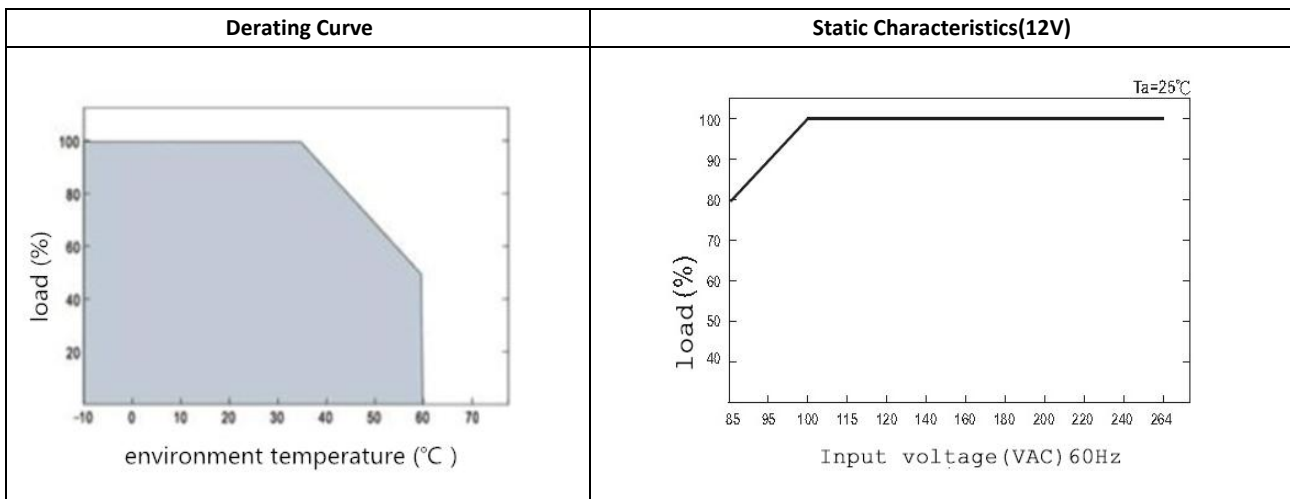 Derating Curve
Static Characteristics(12V)
100
80
60
40
20
load (%)
-10 0 10 20 30 40 50 60 70
environment temperature (℃ )
Ta=25℃
100
90
80
70
60
50
40
load(%)
85 95 100 115 120 140 160 180 200 220 240 264
Input voltage(VAC)60Hz